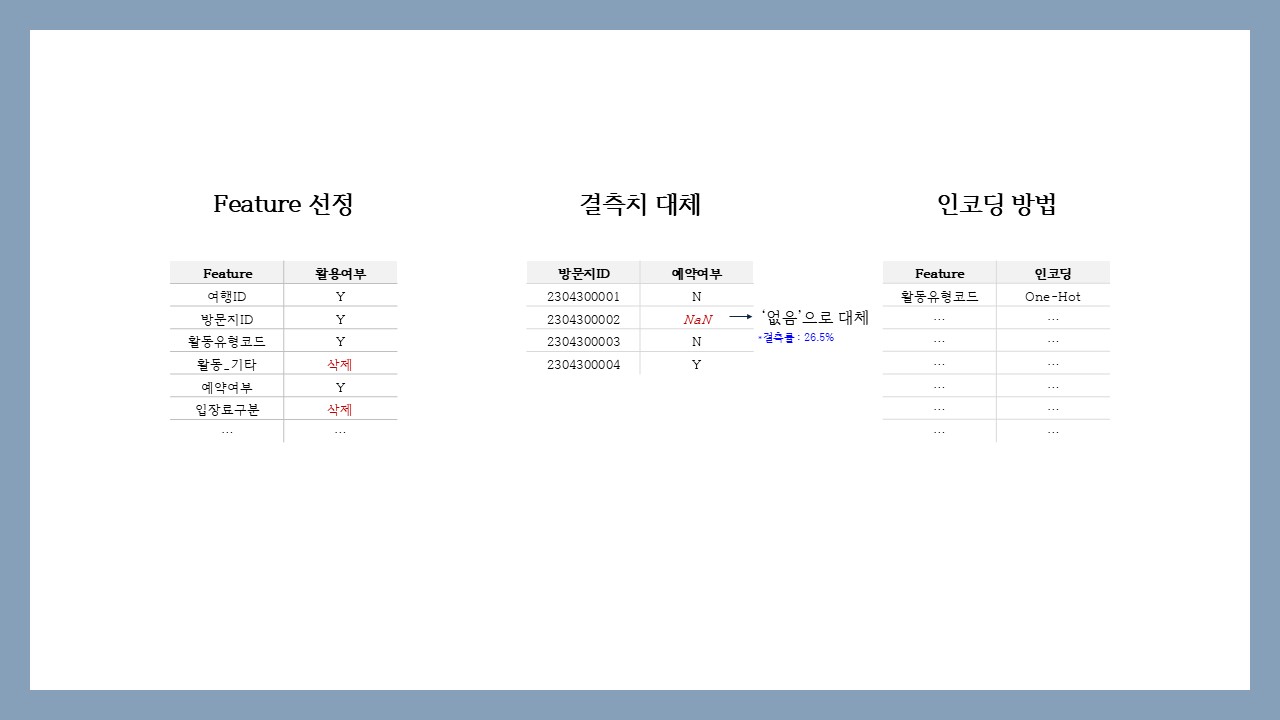 Feature 선정
Feature 활용여부
여행ID Y
방문지ID Y
활동유형코드 Y
활동_기타 삭제
예약여부 Y
입장료구분 삭제
… …
결측치 대체
방문지ID 예약여부
2304300001 N
2304300002 NaN
2304300003 N
2304300004 Y
‘없음’으로 대체
*결측률 : 26.5%
인코딩 방법
Feature 인코딩
활동유형코드 One-Hot
… …
… …
… …
… …
… …
… …